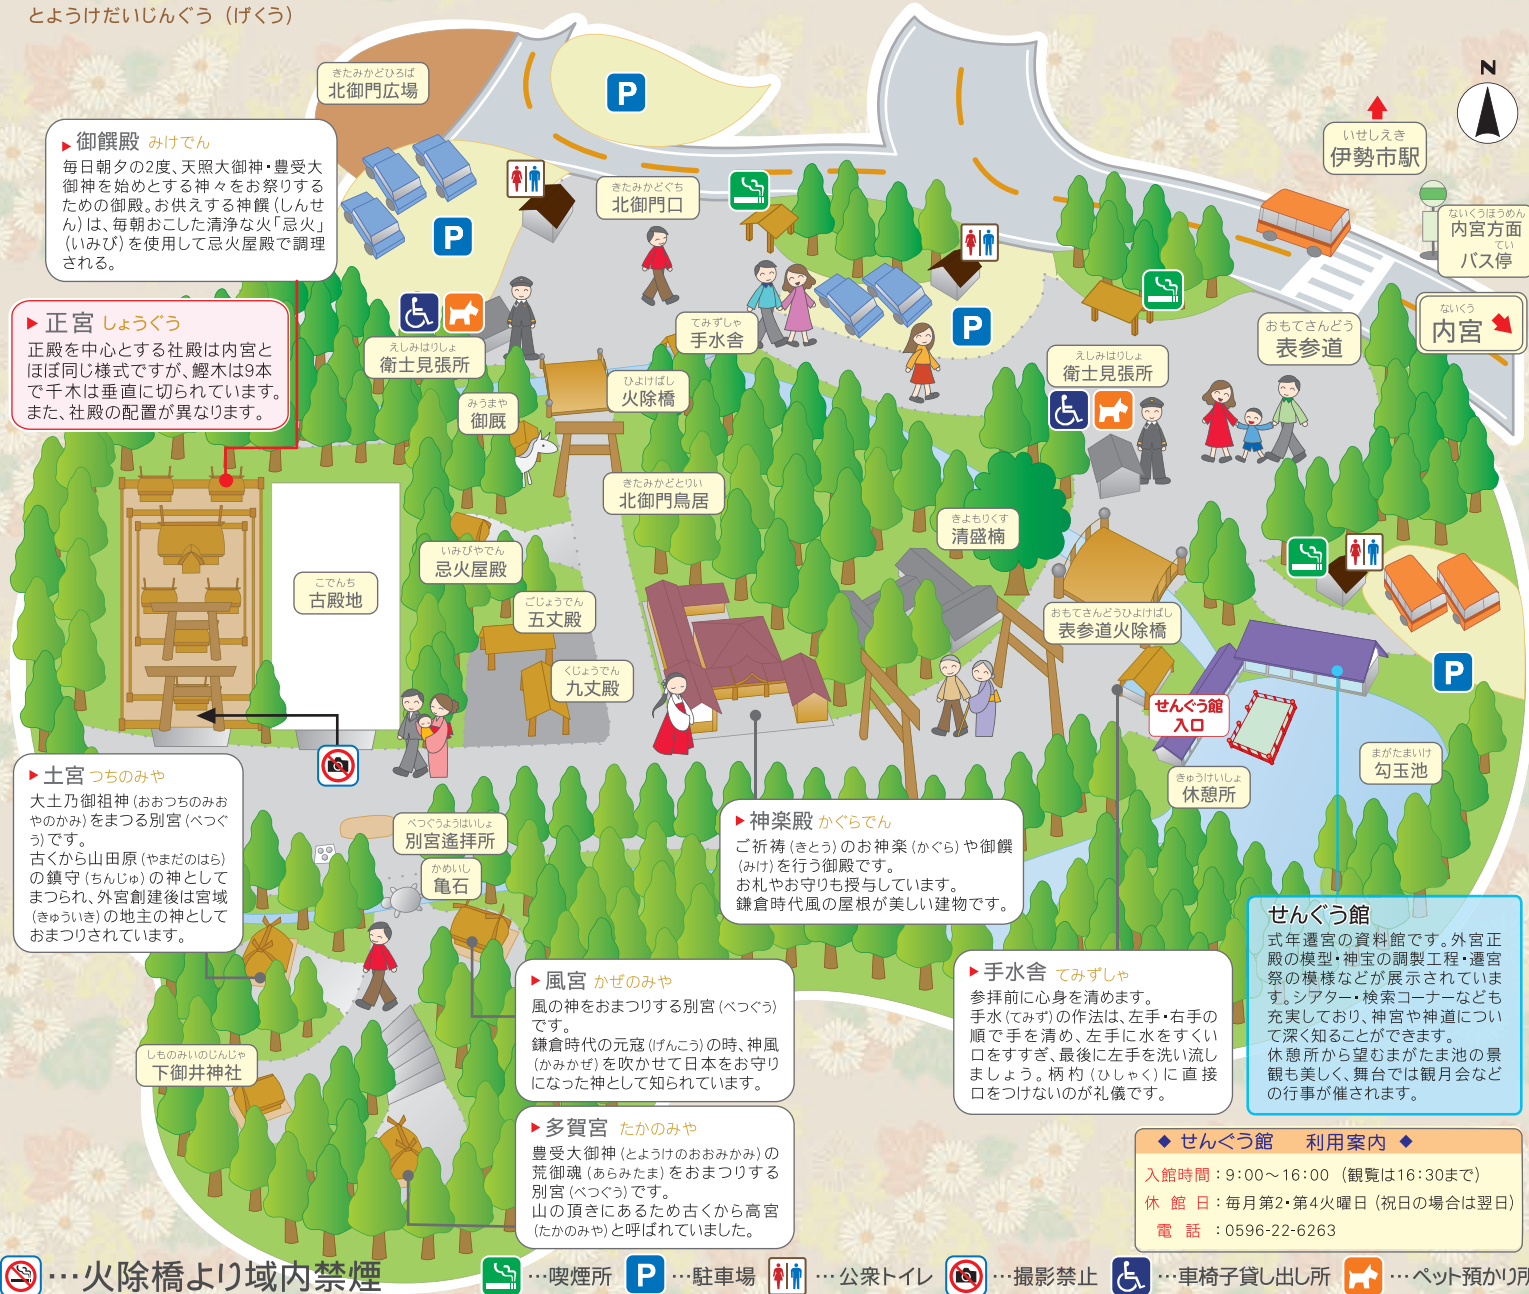 とようけだいじんぐう (げくう)
きたみかどひろば
北御門広場
P
N
いせしえき
伊勢市駅
ないくうほうめん
内宮方面
てい
バス停
ないくう
内宮
御饌殿 みけでん
毎日朝夕の2度、天照大御神・豊受大
御神を始めとする神々をお祭りする
ための御殿。お供えする神饌(しんせ
ん)は、毎朝おこした清浄な火「忌火」
(いみび)を使用して忌火屋殿で調理
される。
きたみかどぐち
北御門口
P
正宮 しょうぐう
正殿を中心とする社殿は内宮と
ほぼ同じ様式ですが、鰹木は9本
で千木は垂直に切られています。
また、社殿の配置が異なります。
えしみはりしょ
衛士見張所
てみずしゃ
手水舎
P
えしみはりしょ
衛士見張所
おもてさんどう
表参道
みうまや
御厩
ひよけばし
火除橋
きたみかどとりい
北御門鳥居
きよもりくす
清盛楠
いみびやでん
忌火屋殿
こでんち
古殿地
ごじょうでん
五丈殿
くじょうでん
九丈殿
おもてさんどうひよけばし
表参道火除橋
P
せんぐう館
入口
まがたまいけ
勾玉池
きゅうけいしょ
休憩所
土宮 つちのみや
大土乃御祖神(おおつちのみお
やのかみ)をまつる別宮(べつぐ
う)です。
古くから山田原(やまだのはら)
の鎮守(ちんじゅ)の神として
まつられ、外宮創建後は宮域
(きゅういき)の地主の神として
おまつりされています。
べつぐうようはいしょ
別宮遙拝所
かめいし
亀石
神楽殿 かぐらでん
ご祈祷(きとう)のお神楽(かぐら)や御饌
(みけ)を行う御殿です。
お札やお守りも授与しています。
鎌倉時代風の屋根が美しい建物です。
風宮 かぜのみや
風の神をおまつりする別宮(べつぐう)
です。
鎌倉時代の元寇(げんこう)の時、神風
(かみかぜ)を吹かせて日本をお守り
になった神として知られています。
手水舎 てみずしゃ
参拝前に心身を清めます。
手水(てみず)の作法は、左手・右手の
順で手を清め、左手に水をすくい
口をすすぎ、最後に左手を洗い流し
ましょう。柄杓(ひしゃく)に直接
口をつけないのが礼儀です。
せんぐう館
式年遷宮の資料館です。外宮正
殿の模型・神宝の調製工程・遷宮
祭の模様などが展示されていま
す。シアター・検索コーナーなども
充実しており、神宮や神道につい
て深く知ることができます。
休憩所から望むまがたま池の景
観も美しく、舞台では観月会など
の行事が催されます。
しものみいのじんじゃ
下御井神社
多賀宮 たかのみや
豊受大御神(とようけのおおみかみ)の
荒御魂(あらみたま)をおまつりする
別宮(べつぐう)です。
山の頂きにあるため古くから高宮
(たかのみや)と呼ばれていました。
◆ せんぐう館 利用案内 ◆
入館時間：9:00～16:00 (観覧は16:30まで)
休館日：毎月第2・第4火曜日(祝日の場合は翌日)
電話：0596-22-6263
…火除橋より域内禁煙
…喫煙所
P …駐車場
…公衆トイレ
…撮影禁止
…車椅子貸し出し所
…ペット預かり所